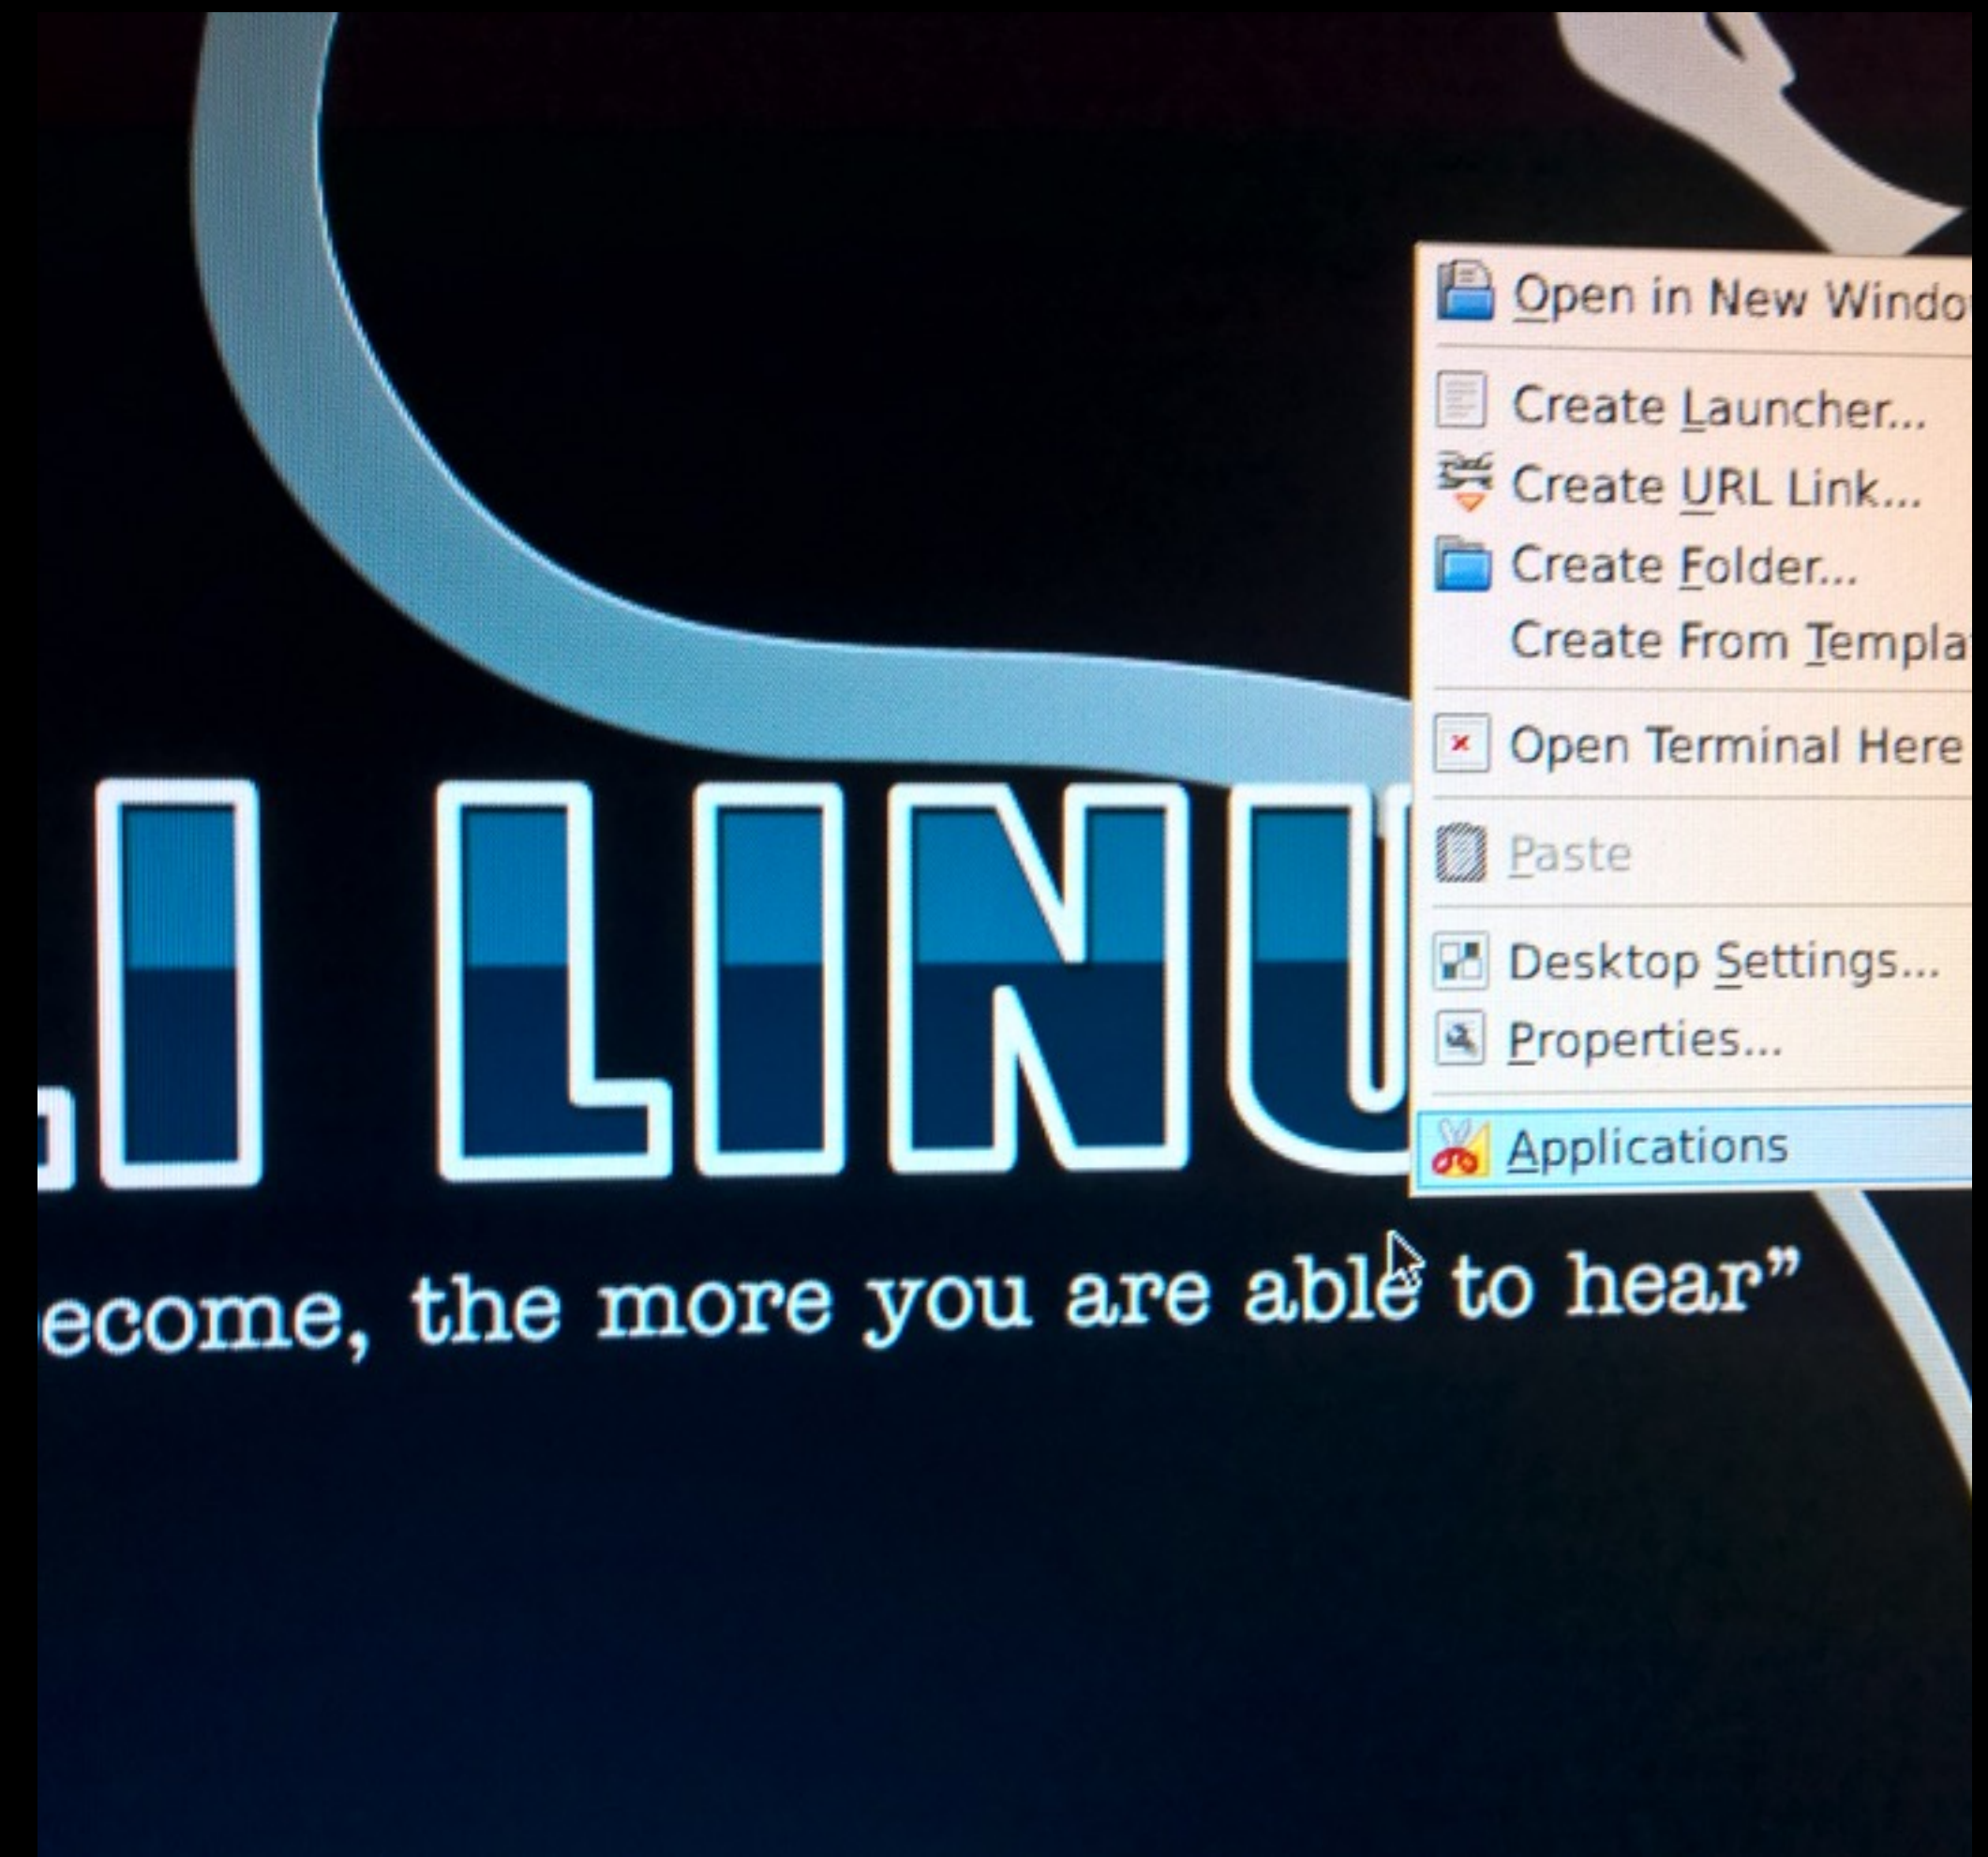 LI LINU
ecome, the more you are able to hear”
Open in New Windo
Create Launcher...
Create URL Link...
Create Folder...
Create From Templa
Open Terminal Here
Paste
Desktop Settings...
Properties...
Applications